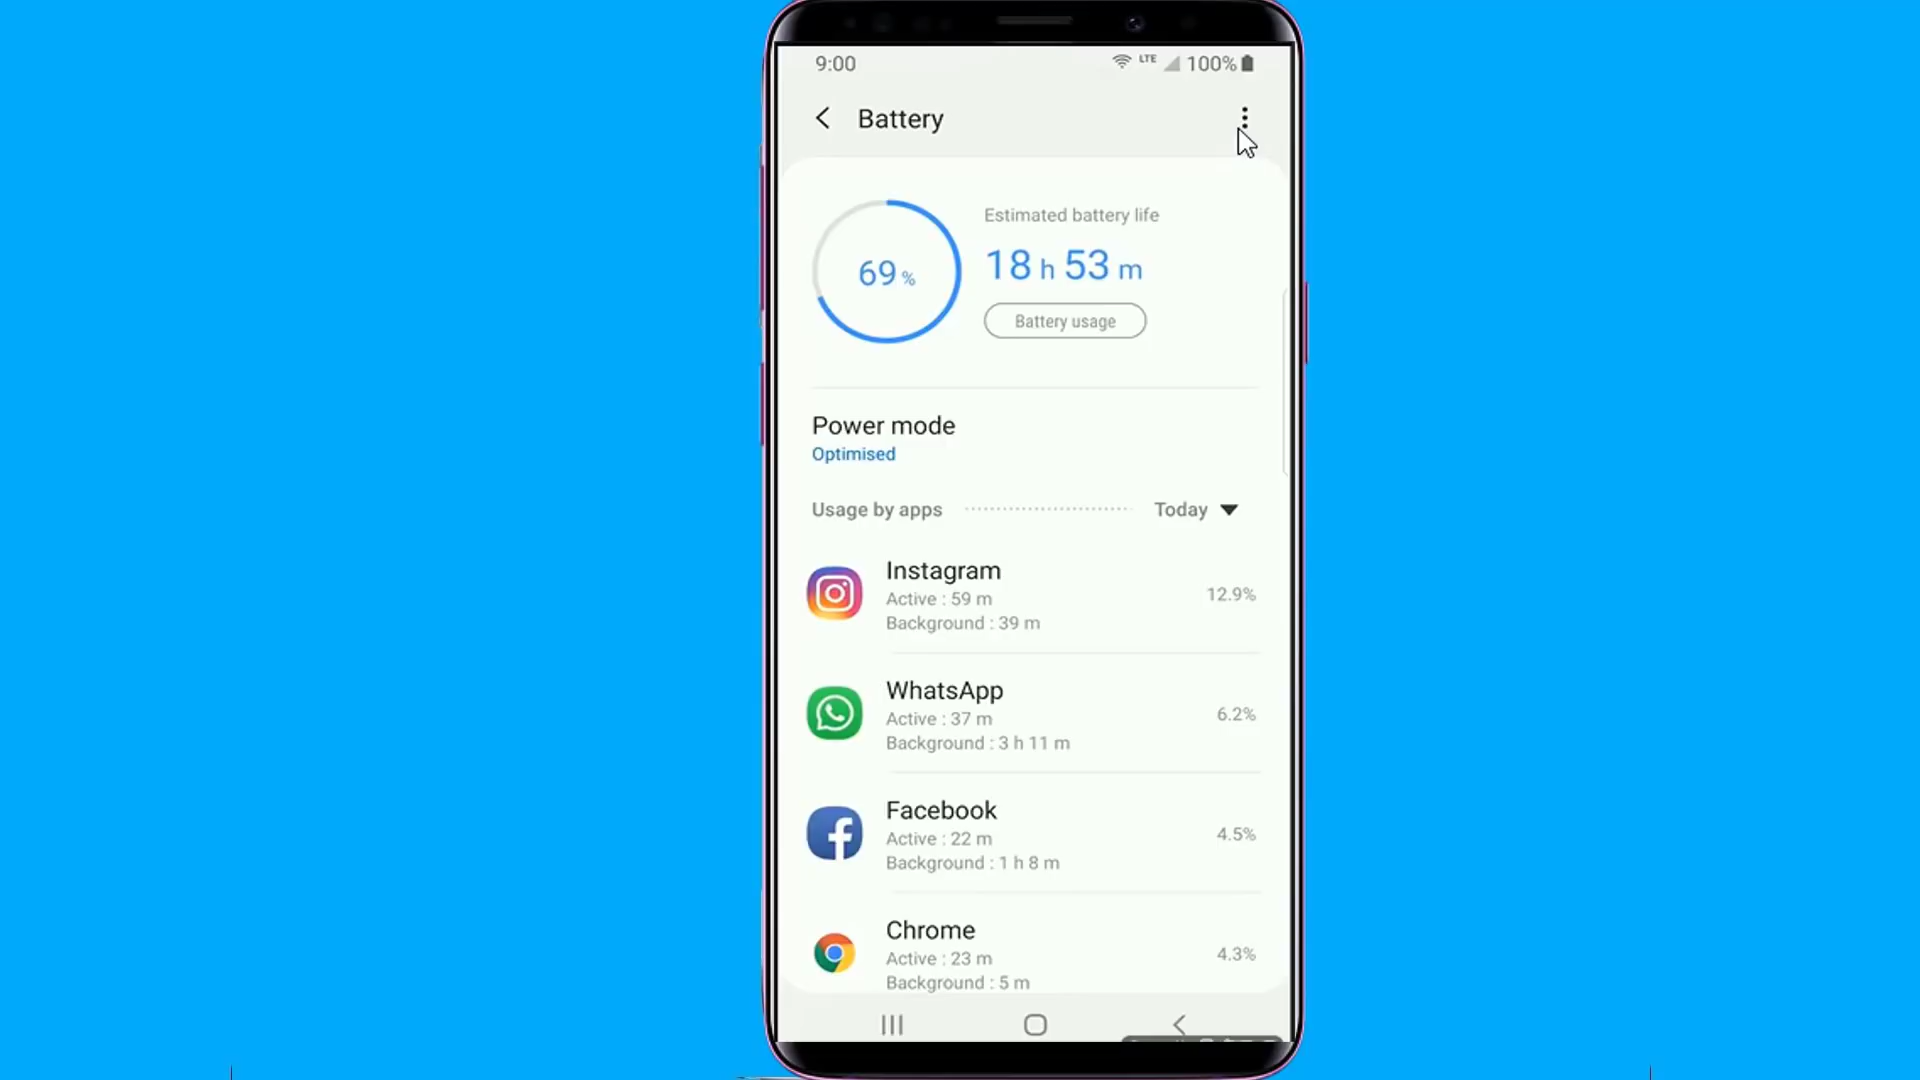 9:00 LTE 100%
Battery
Estimated battery life
69 %
18 h 53 m
Battery usage
Power mode
Optimised
Usage by apps Today
Instagram
Active : 59 m
12.9%
Background : 39 m
WhatsApp
Active : 37 m
6.2%
Background : 3 h 11 m
Facebook
Active : 22 m
4.5%
Background : 1 h 8 m
Chrome
Active : 23 m
4.3%
Background : 5 m